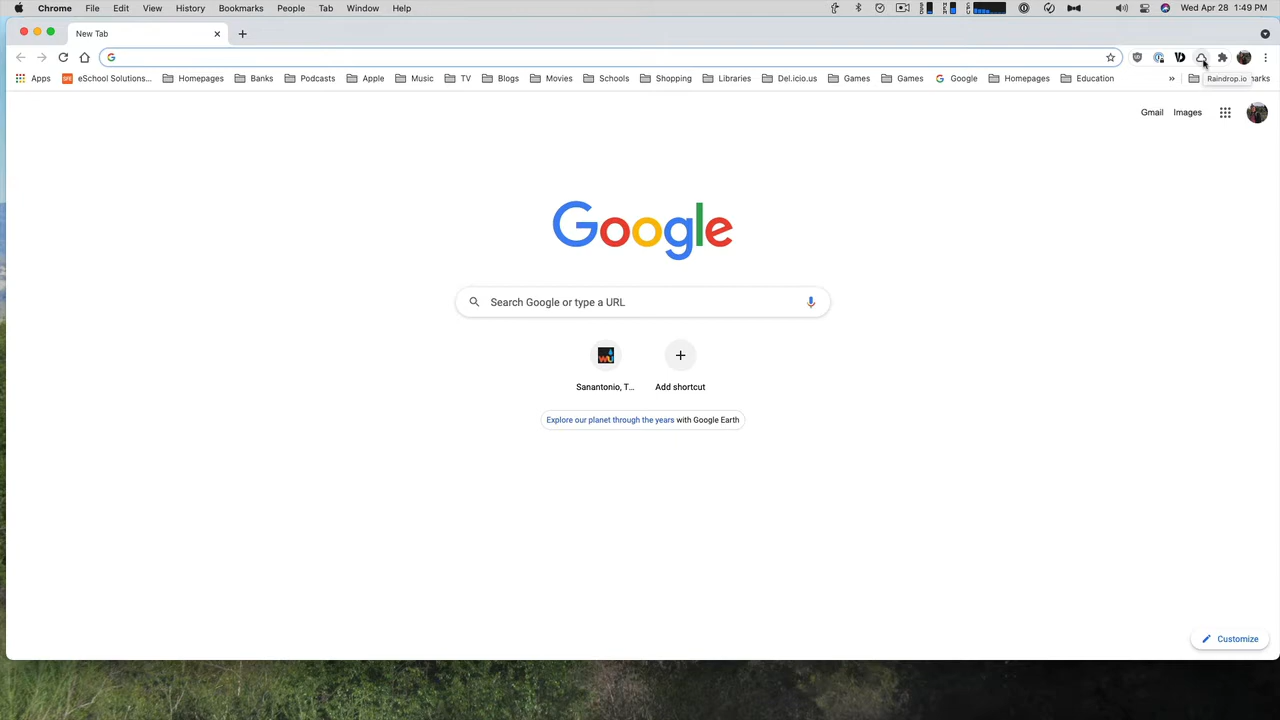 Chrome File Edit View History Bookmarks People Tab Window Help Wed Apr 28 1:49 PM
New Tab
Apps eSchool Solutions... Homepages Banks Podcasts Apple Music TV Blogs Movies Schools Shopping Libraries Del.icio.us Games Games Google Homepages Education » Raindrop.io
Gmail Images
Google
Search Google or type a URL
Sanantonio, T... Add shortcut
Explore our planet through the years with Google Earth
Customize